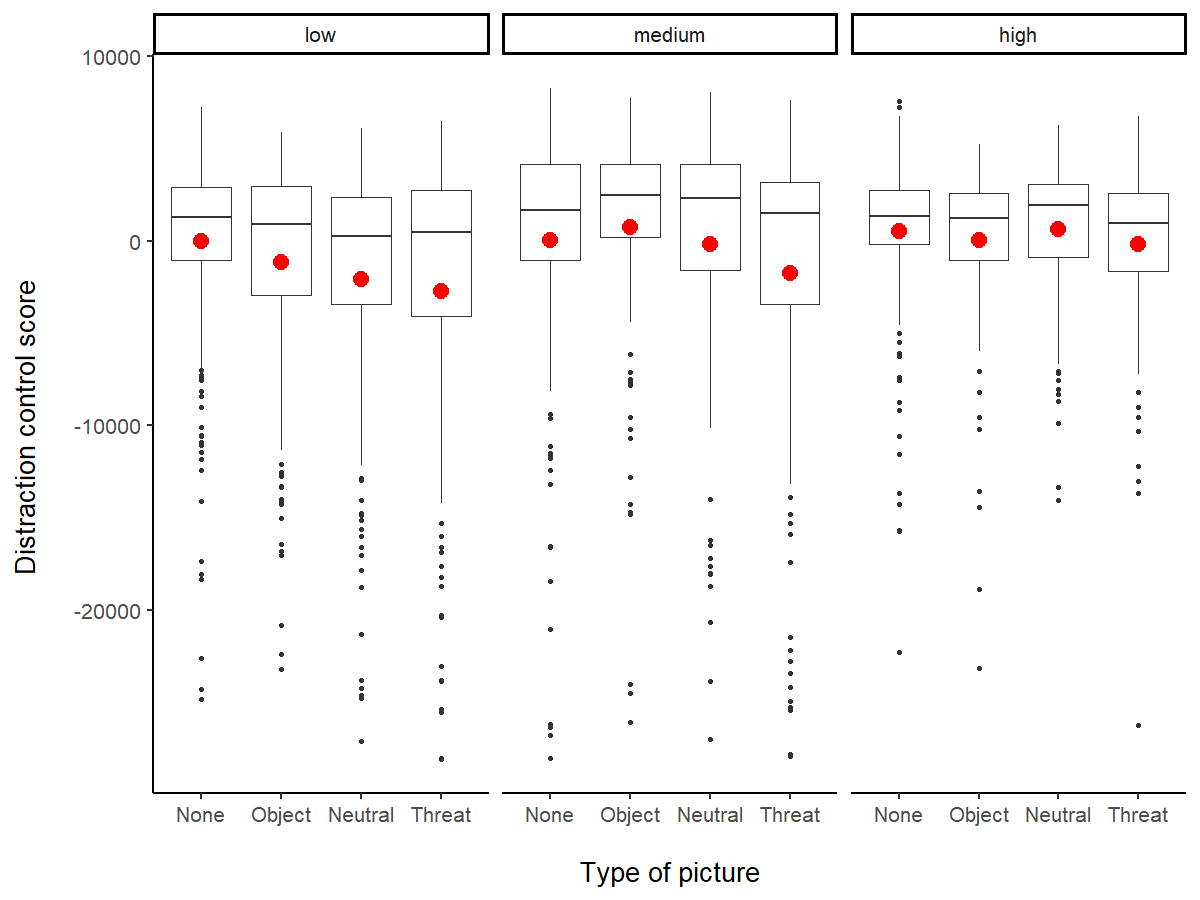 low medium high
10000
0
-10000
-20000
Distraction control score
None Object Neutral Threat None Object Neutral Threat None Object Neutral Threat
Type of picture